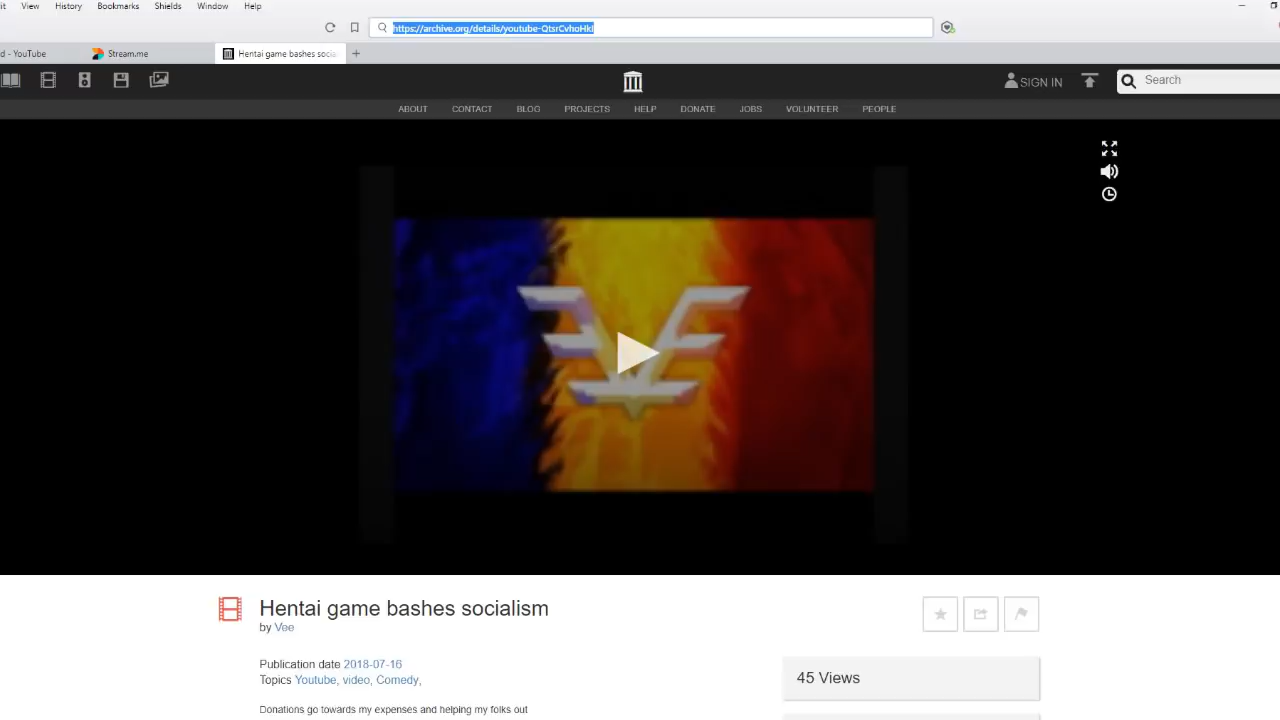 it View History Bookmarks Shields Window Help
https://archive.org/details/youtube-QtsrCvhoHkI
d - YouTube Stream.me Hentai game bashes socia
SIGN IN Search
ABOUT CONTACT BLOG PROJECTS HELP DONATE JOBS VOLUNTEER PEOPLE
Hentai game bashes socialism
by Vee
Publication date 2018-07-16
Topics Youtube, video, Comedy,
45 Views
Donations go towards my expenses and helping my folks out